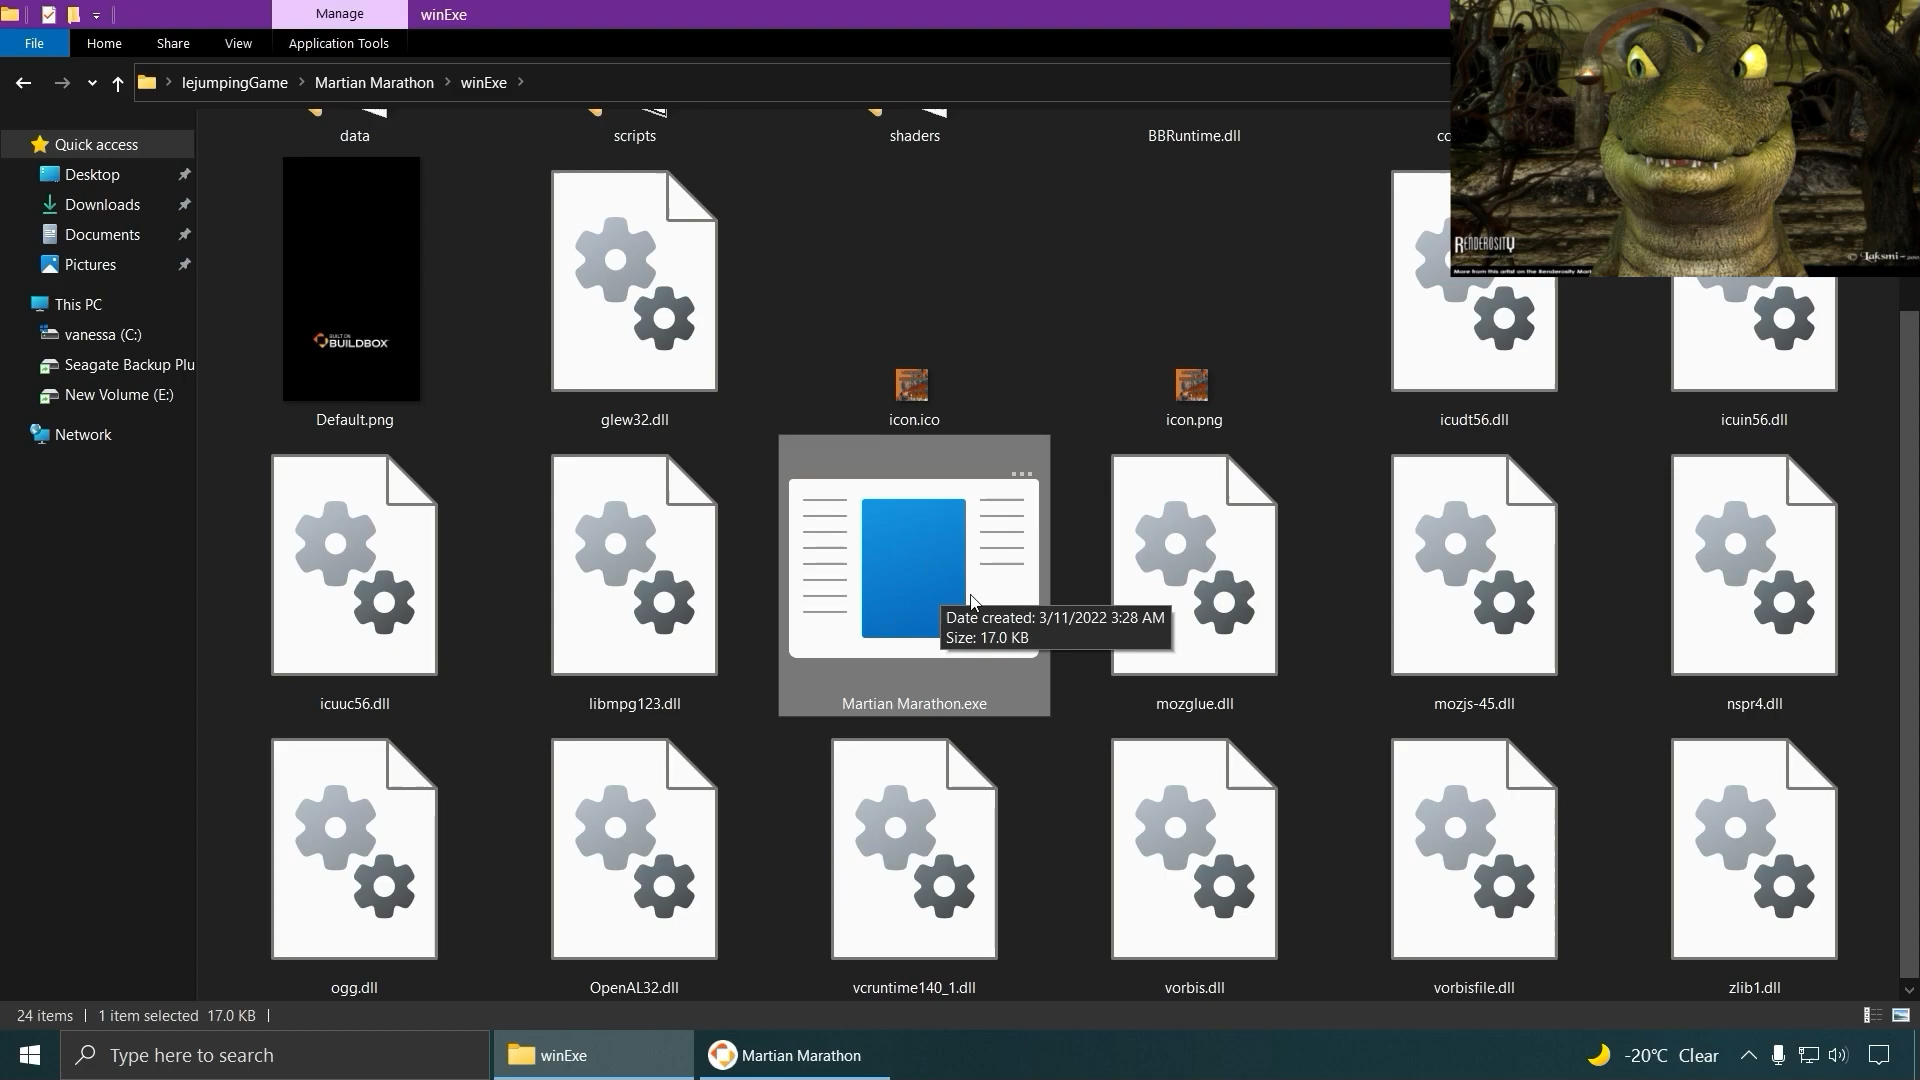 Manage
winExe
File
Home
Share
View
Application Tools
lejumpingGame
Martian Marathon
winExe
Quick access
Desktop
Downloads
Documents
Pictures
This PC
vanessa (C:)
Seagate Backup Plu
New Volume (E:)
Network
data
scripts
shaders
BBRuntime.dll
RENDEROSITY
More from this artist on the Renderosity Mar
© Laksmi
BUILT ON
BUILDBOX
Default.png
glew32.dll
icon.ico
icon.png
icudt56.dll
icuin56.dll
icuuc56.dll
libmpg123.dll
Martian Marathon.exe
mozglue.dll
mozjs-45.dll
nspr4.dll
Date created: 3/11/2022 3:28 AM
Size: 17.0 KB
ogg.dll
OpenAL32.dll
vcruntime140_1.dll
vorbis.dll
vorbisfile.dll
zlib1.dll
24 items
1 item selected 17.0 KB
Type here to search
winExe
Martian Marathon
-20°C Clear